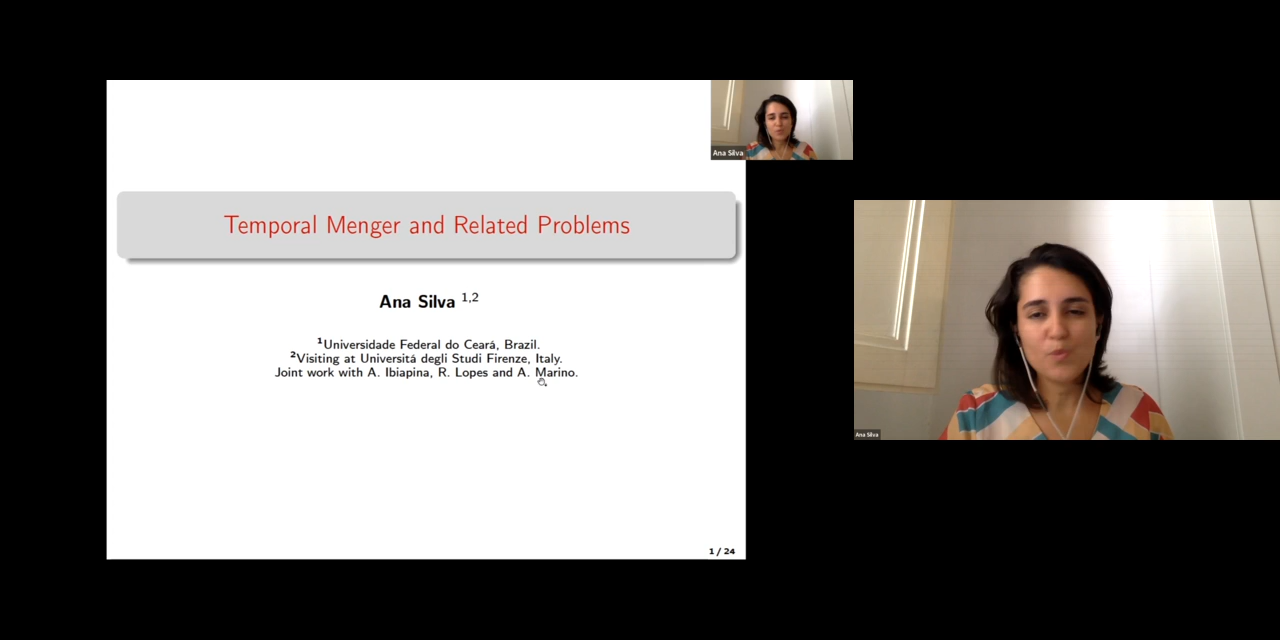 Ana Silva
Temporal Menger and Related Problems
Ana Silva 1,2
1Universidade Federal do Ceará, Brazil.
2Visiting at Universitá degli Studi Firenze, Italy.
Joint work with A. Ibiapina, R. Lopes and A. Marino.
Ana Silva
1 / 24